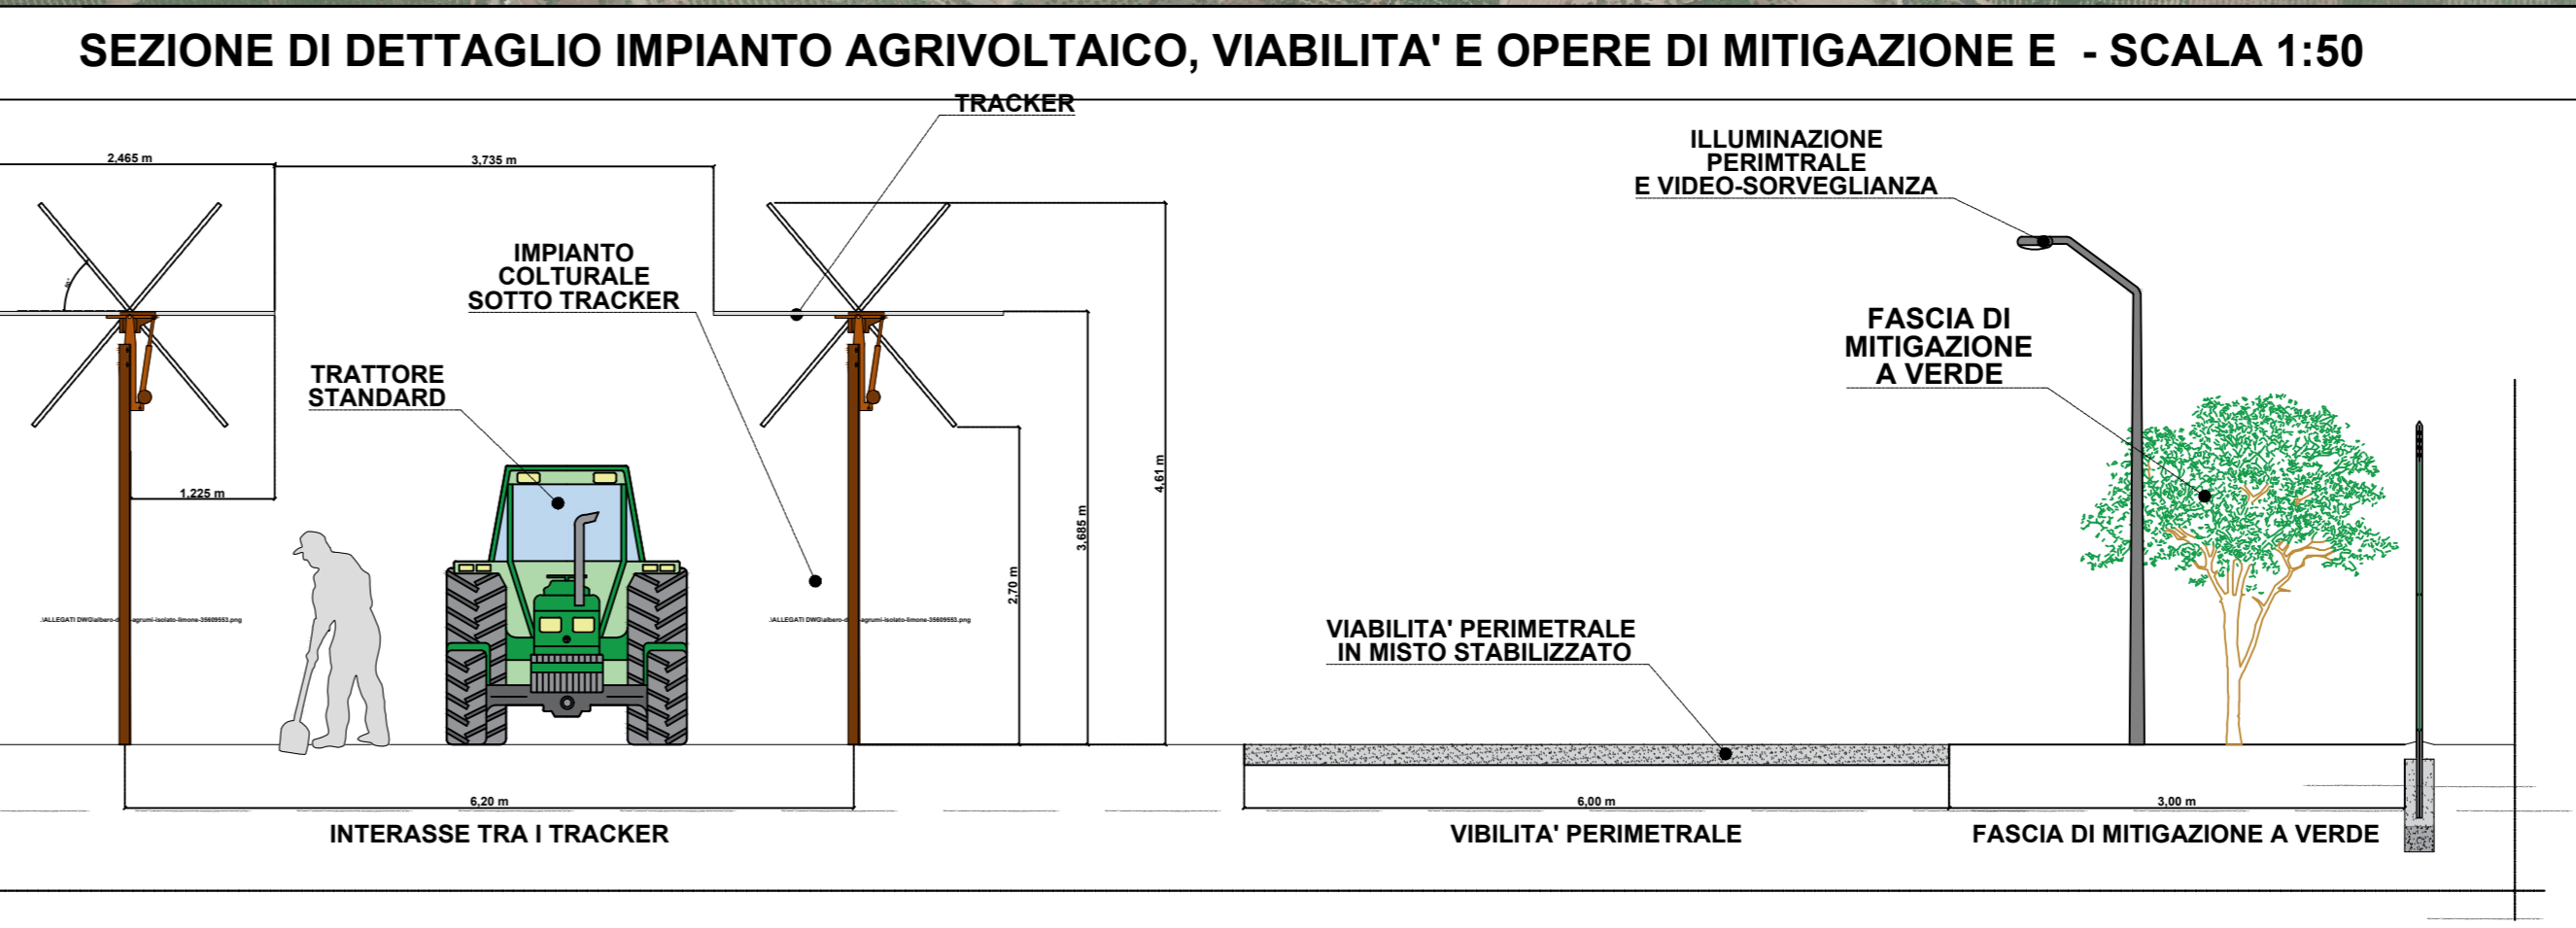 SEZIONE DI DETTAGLIO IMPIANTO AGRIVOLTAICO, VIABILITA' E OPERE DI MITIGAZIONE E - SCALA 1:50
TRACKER
ILLUMINAZIONE
PERIMTRALE
E VIDEO-SORVEGLIANZA
2,465 m
3,735 m
IMPIANTO
COLTURALE
SOTTO TRACKER
FASCIA DI
MITIGAZIONE
A VERDE
TRATTORE
STANDARD
1,225 m
4,61 m
3,685 m
2,70 m
VIABILITA' PERIMETRALE
IN MISTO STABILIZZATO
6,20 m
6,00 m
3,00 m
INTERASSE TRA I TRACKER
VIBILITA' PERIMETRALE
FASCIA DI MITIGAZIONE A VERDE